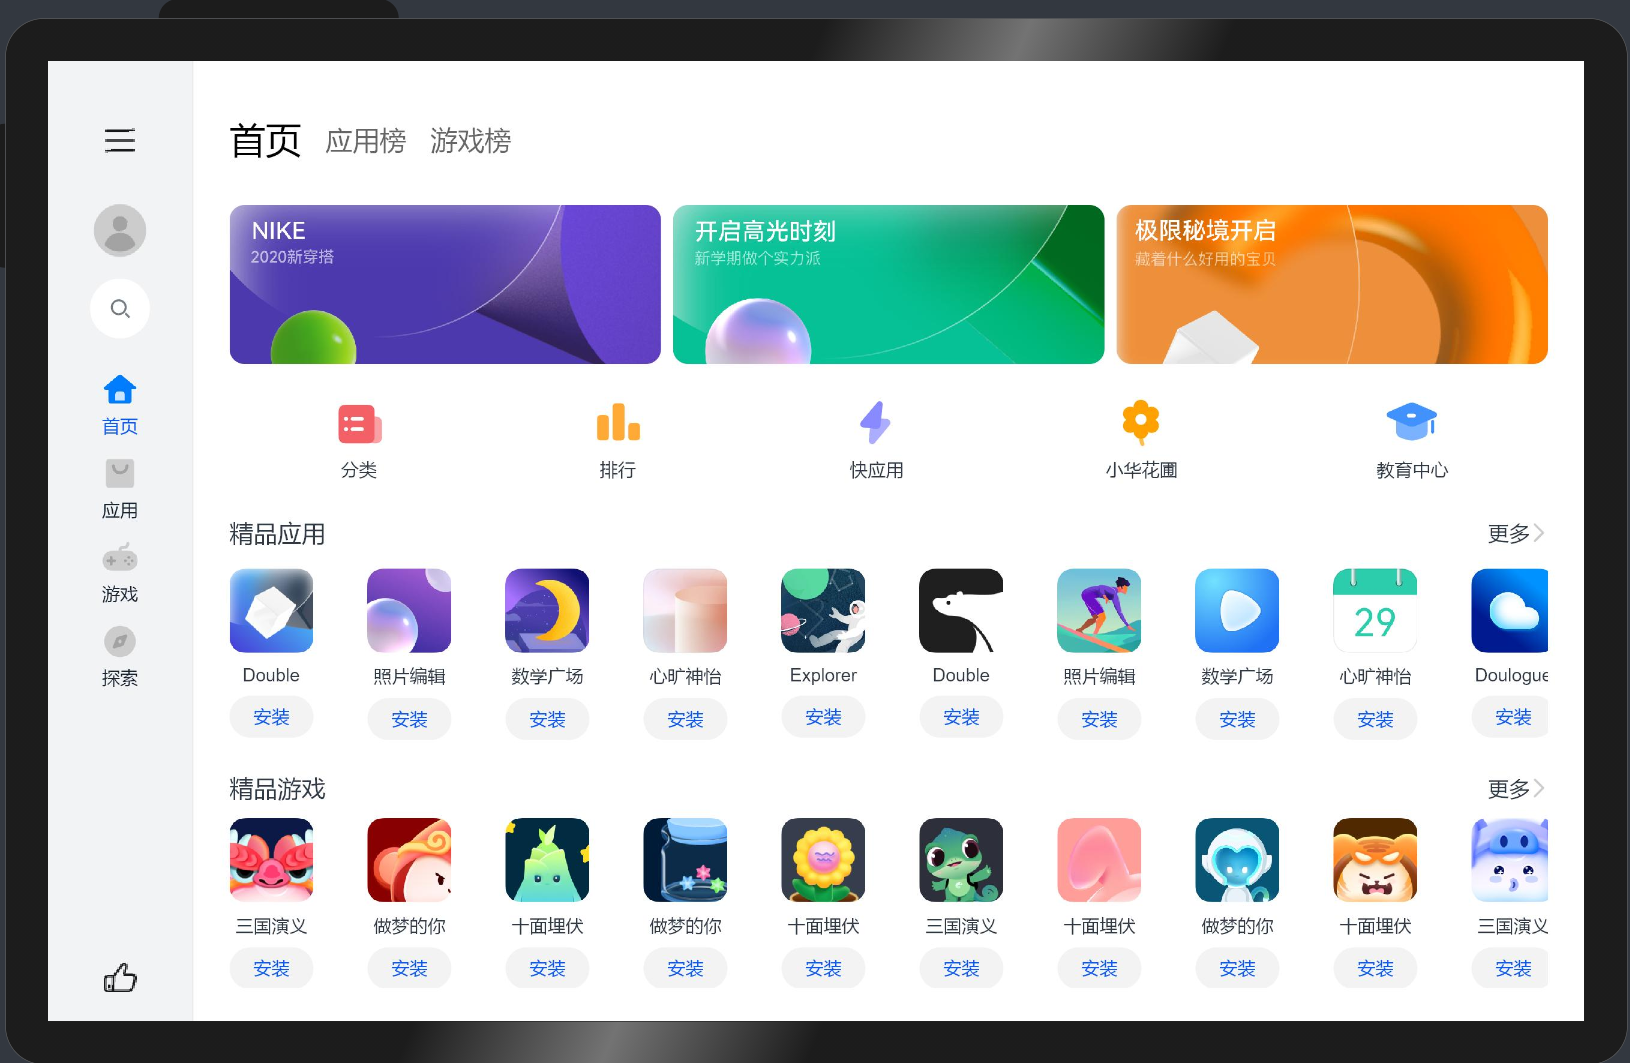 首页 应用榜 游戏榜
NIKE
2020新穿搭
开启高光时刻
新学期做个实力派
极限秘境开启
藏着什么好用的宝贝
首页
应用
游戏
探索
分类 排行 快应用 小华花圃 教育中心
精品应用 更多
29
Double 照片编辑 数学广场 心旷神怡 Explorer Double 照片编辑 数学广场 心旷神怡 Doulogue
安装 安装 安装 安装 安装 安装 安装 安装 安装 安装
精品游戏 更多
三国演义 做梦的你 十面埋伏 做梦的你 十面埋伏 三国演义 十面埋伏 做梦的你 十面埋伏 三国演义
安装 安装 安装 安装 安装 安装 安装 安装 安装 安装